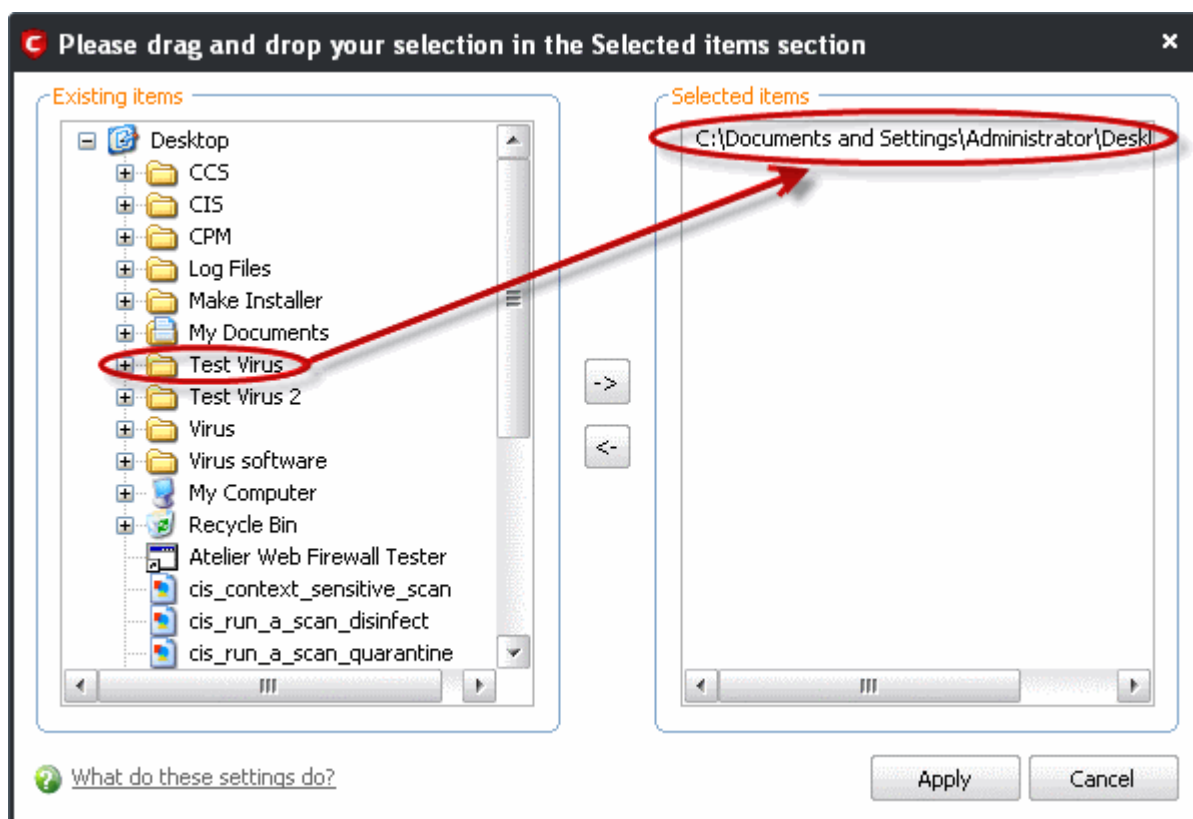 Please drag and drop your selection in the Selected items section
Existing items
Desktop
CCS
CIS
CPM
Log Files
Make Installer
My Documents
Test Virus
Test Virus 2
Virus
Virus software
My Computer
Recycle Bin
Atelier Web Firewall Tester
cis_context_sensitive_scan
cis_run_a_scan_disinfect
cis_run_a_scan_quarantine
->
<-
Selected items
C:\Documents and Settings\Administrator\Desk
What do these settings do?
Apply
Cancel